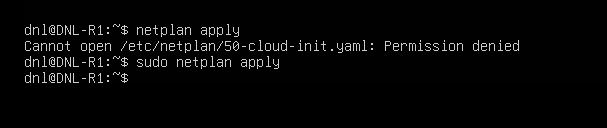 dnl@DNL-R1:~$ netplan apply
Cannot open /etc/netplan/50-cloud-init.yaml: Permission denied
dnl@DNL-R1:~$ sudo netplan apply
dnl@DNL-R1:~$